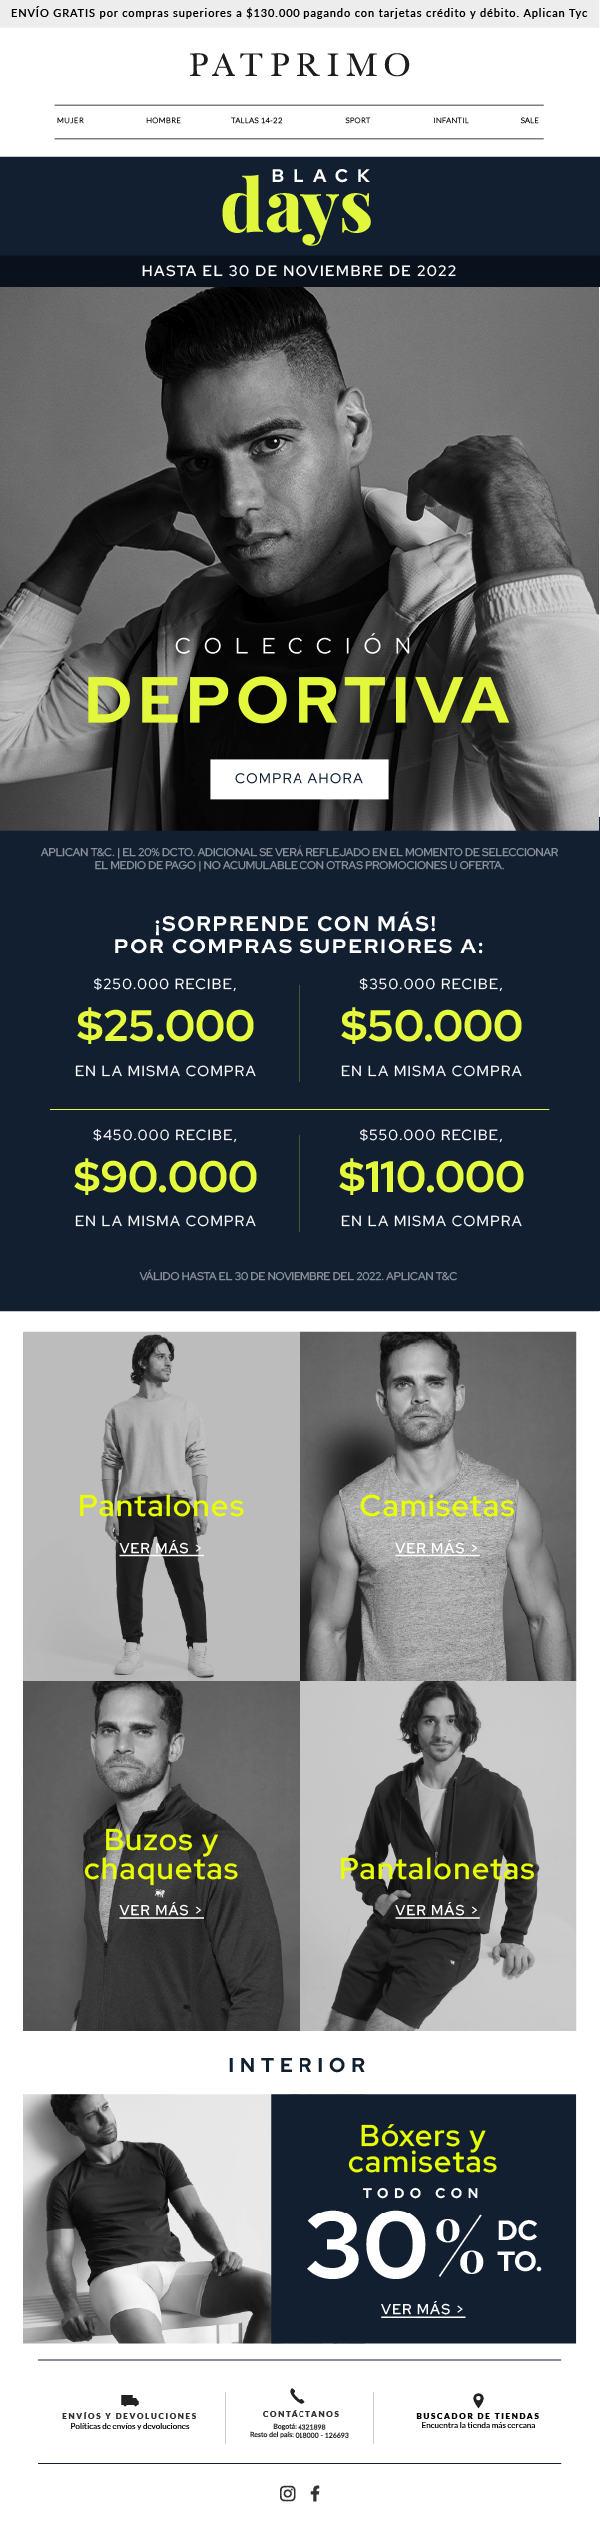 ENVÍO GRATIS por compras superiores a $130.000 pagando con tarjetas crédito y débito. Aplican Tyc
PATPRIMO
MUJER HOMBRE TALLAS 14-22 SPORT INFANTIL SALE
BLACK
days
HASTA EL 30 DE NOVIEMBRE DE 2022
COLECCIÓN
DEPORTIVA
COMPRA AHORA
APLICAN T&C. | EL 20% DCTO. ADICIONAL SE VERÁ REFLEJADO EN EL MOMENTO DE SELECCIONAR
EL MEDIO DE PAGO | NO ACUMULABLE CON OTRAS PROMOCIONES U OFERTA.
¡SORPRENDE CON MÁS!
POR COMPRAS SUPERIORES A:
$250.000 RECIBE,
$25.000
EN LA MISMA COMPRA
$350.000 RECIBE,
$50.000
EN LA MISMA COMPRA
$450.000 RECIBE,
$90.000
EN LA MISMA COMPRA
$550.000 RECIBE,
$110.000
EN LA MISMA COMPRA
VÁLIDO HASTA EL 30 DE NOVIEMBRE DEL 2022. APLICAN T&C
Pantalones
VER MÁS >
Camisetas
VER MÁS >
Buzos y
chaquetas
VER MÁS >
Pantalonetas
VER MÁS >
INTERIOR
Bóxers y
camisetas
TODO CON
30% DC
TO.
VER MÁS >
ENVÍOS Y DEVOLUCIONES
Políticas de envíos y devoluciones
CONTÁCTANOS
Bogotá: 4321898
Resto del país: 018000 - 126693
BUSCADOR DE TIENDAS
Encuentra la tienda más cercana